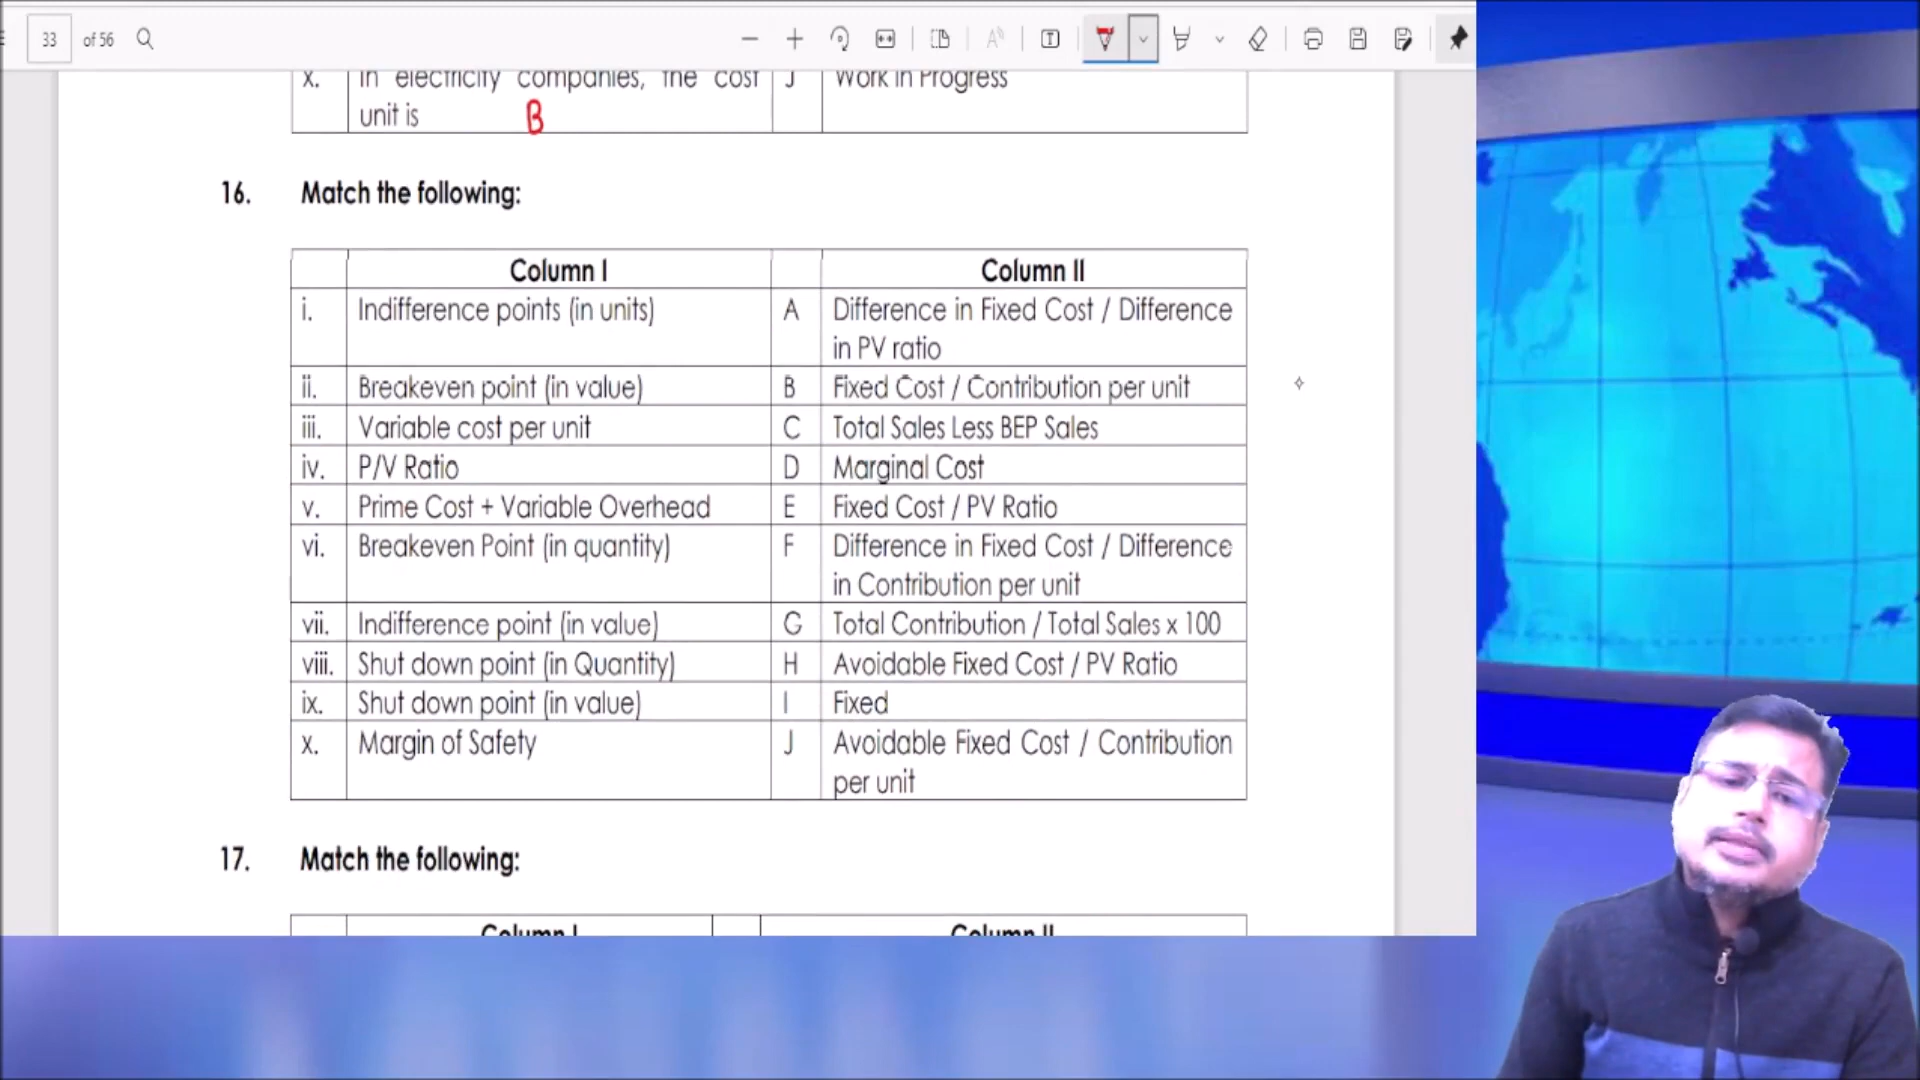 33 of 56
x. In electricity companies, the cost J Work in Progress
unit is B
16. Match the following:
Column I Column II
i. Indifference points (in units) A Difference in Fixed Cost / Difference
in PV ratio
ii. Breakeven point (in value) B Fixed Cost / Contribution per unit
iii. Variable cost per unit C Total Sales Less BEP Sales
iv. P/V Ratio D Marginal Cost
v. Prime Cost + Variable Overhead E Fixed Cost / PV Ratio
vi. Breakeven Point (in quantity) F Difference in Fixed Cost / Difference
in Contribution per unit
vii. Indifference point (in value) G Total Contribution / Total Sales x 100
viii. Shut down point (in Quantity) H Avoidable Fixed Cost / PV Ratio
ix. Shut down point (in value) I Fixed
x. Margin of Safety J Avoidable Fixed Cost / Contribution
per unit
17. Match the following:
Column I Column II